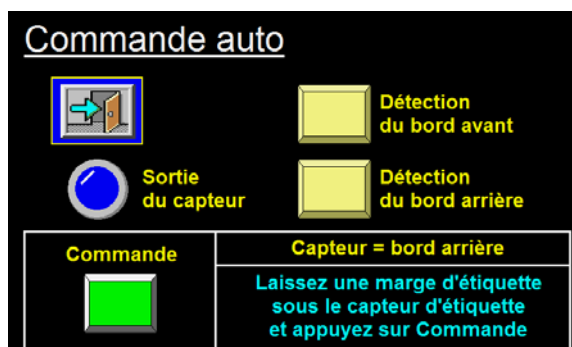 Commande auto
Détection
du bord avant
Sortie
du capteur
Détection
du bord arrière
Commande
Capteur = bord arrière
Laissez une marge d'étiquette
sous le capteur d'étiquette
et appuyez sur Commande